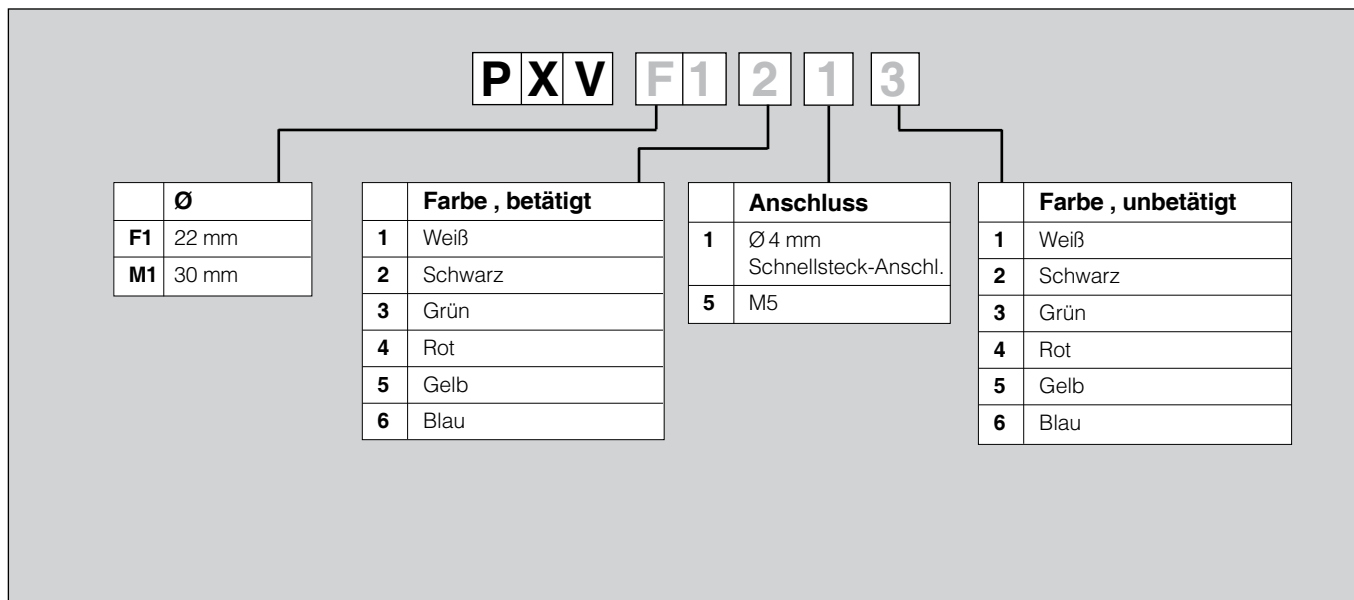 PXV F1 2 1 3
Ø
F1 22 mm
M1 30 mm
Farbe , betätigt
1 Weiß
2 Schwarz
3 Grün
4 Rot
5 Gelb
6 Blau
Anschluss
1 Ø 4 mm
Schnellsteck-Anschl.
5 M5
Farbe , unbetätigt
1 Weiß
2 Schwarz
3 Grün
4 Rot
5 Gelb
6 Blau